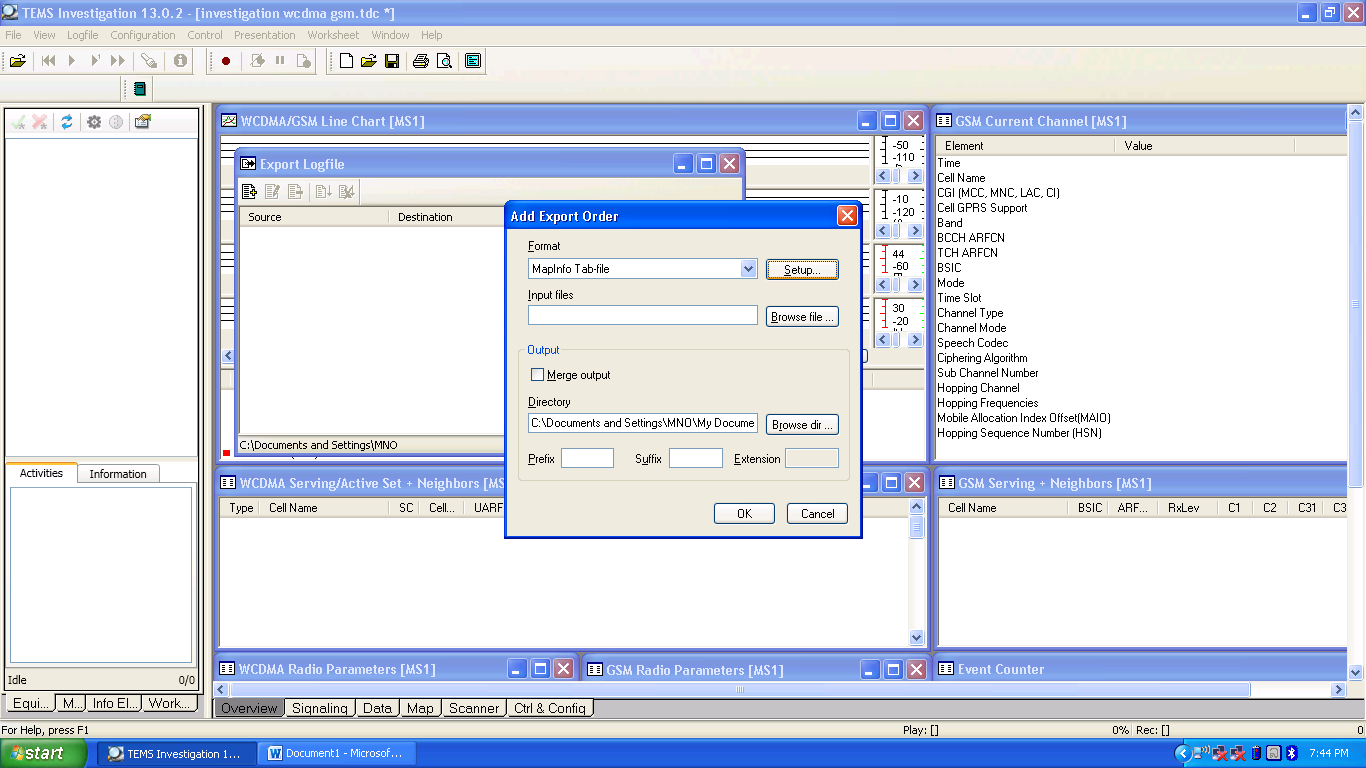 TEMS Investigation 13.0.2 - [investigation wcdma gsm.tdc *]
File View Logfile Configuration Control Presentation Worksheet Window Help
WCDMA/GSM Line Chart [MS1]
-50
-110
-10
-120
44
-60
30
-20
Export Logfile
Source Destination
C:\Documents and Settings\MNO
Add Export Order
Format
MapInfo Tab-file
Setup...
Input files
Browse file ...
Output
Merge output
Directory
C:\Documents and Settings\MNO\My Docume
Browse dir ...
Prefix Suffix Extension
OK Cancel
GSM Current Channel [MS1]
Element Value
Time
Cell Name
CGI (MCC, MNC, LAC, CI)
Cell GPRS Support
Band
BCCH ARFCN
TCH ARFCN
BSIC
Mode
Time Slot
Channel Type
Channel Mode
Speech Codec
Ciphering Algorithm
Sub Channel Number
Hopping Channel
Hopping Frequencies
Mobile Allocation Index Offset(MAIO)
Hopping Sequence Number (HSN)
Activities Information
Idle 0/0
Equi... M... Info El... Work...
WCDMA Serving/Active Set + Neighbors [MS
Type Cell Name SC Cell... UARF
GSM Serving + Neighbors [MS1]
Cell Name BSIC ARF... RxLev C1 C2 C31 C3
WCDMA Radio Parameters [MS1]
GSM Radio Parameters [MS1]
Event Counter
Overview Signaling Data Map Scanner Ctrl & Config
For Help, press F1 Play: [] 0% Rec: [] 0
start TEMS Investigation 1... Document1 - Microsof... 7:44 PM